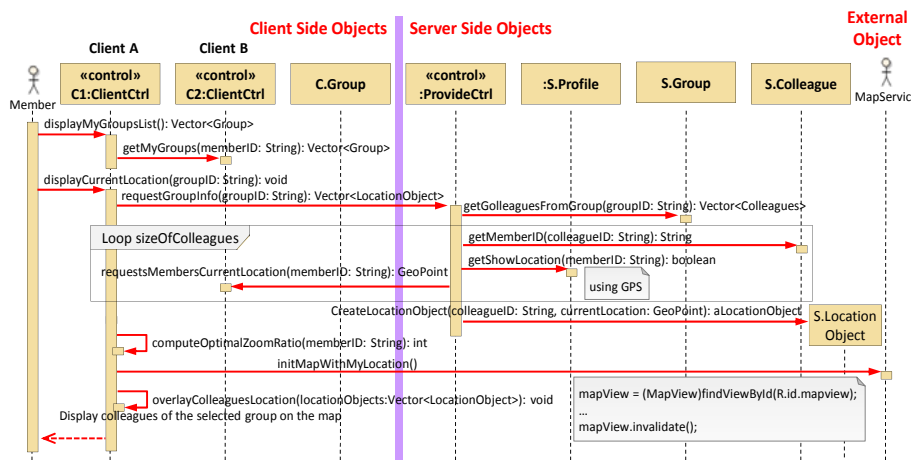 Client Side Objects
Server Side Objects
External
Object
Client A
Client B
Member
«control»
C1:ClientCtrl
«control»
C2:ClientCtrl
C.Group
«control»
:ProvideCtrl
:S.Profile
S.Group
S.Colleague
MapServic
displayMyGroupsList(): Vector<Group>
getMyGroups(memberID: String): Vector<Group>
displayCurrentLocation(groupID: String): void
requestGroupInfo(groupID: String): Vector<LocationObject>
getGolleaguesFromGroup(groupID: String): Vector<Colleagues>
Loop sizeOfColleagues
getMemberID(colleagueID: String): String
getShowLocation(memberID: String): boolean
requestsMembersCurrentLocation(memberID: String): GeoPoint
using GPS
CreateLocationObject(colleagueID: String, currentLocation: GeoPoint): aLocationObject
S.Location
Object
computeOptimalZoomRatio(memberID: String): int
initMapWithMyLocation()
overlayColleaguesLocation(locationObjects:Vector<LocationObject>): void
Display colleagues of the selected group on the map
mapView = (MapView)findViewById(R.id.mapview);
...
mapView.invalidate();